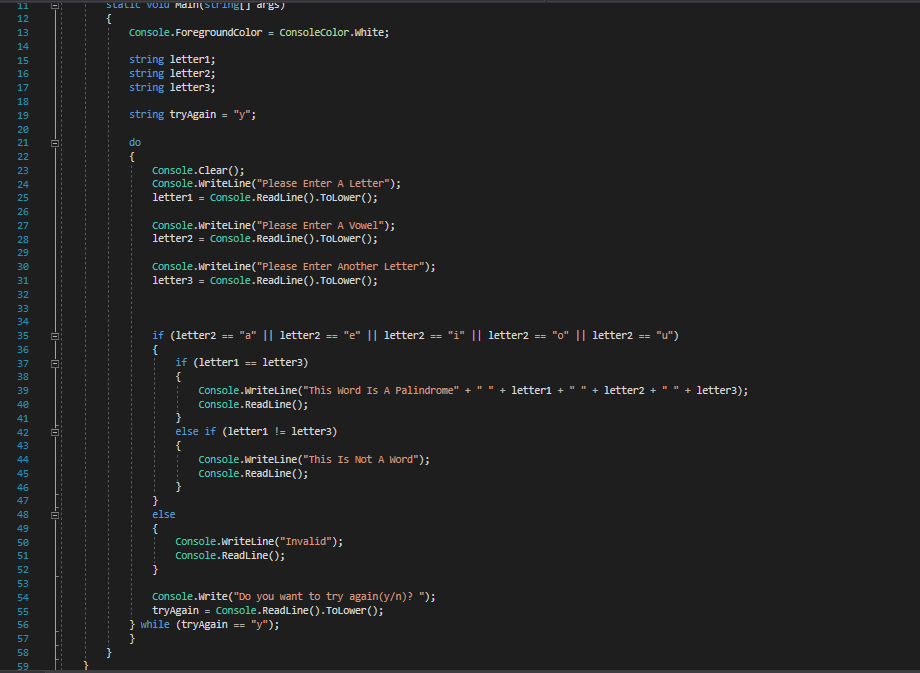 11 static void Main(string[] args)
12 {
13 Console.ForegroundColor = ConsoleColor.White;
14
15 string letter1;
16 string letter2;
17 string letter3;
18
19 string tryAgain = "y";
20
21 do
22 {
23 Console.Clear();
24 Console.WriteLine("Please Enter A Letter");
25 letter1 = Console.ReadLine().ToLower();
26
27 Console.WriteLine("Please Enter A Vowel");
28 letter2 = Console.ReadLine().ToLower();
29
30 Console.WriteLine("Please Enter Another Letter");
31 letter3 = Console.ReadLine().ToLower();
32
33
34
35 if (letter2 == "a" || letter2 == "e" || letter2 == "i" || letter2 == "o" || letter2 == "u")
36 {
37 if (letter1 == letter3)
38 {
39 Console.WriteLine("This Word Is A Palindrome" + " " + letter1 + " " + letter2 + " " + letter3);
40 Console.ReadLine();
41 }
42 else if (letter1 != letter3)
43 {
44 Console.WriteLine("This Is Not A Word");
45 Console.ReadLine();
46 }
47 }
48 else
49 {
50 Console.WriteLine("Invalid");
51 Console.ReadLine();
52 }
53
54 Console.Write("Do you want to try again(y/n)? ");
55 tryAgain = Console.ReadLine().ToLower();
56 } while (tryAgain == "y");
57 }
58 }
59 }